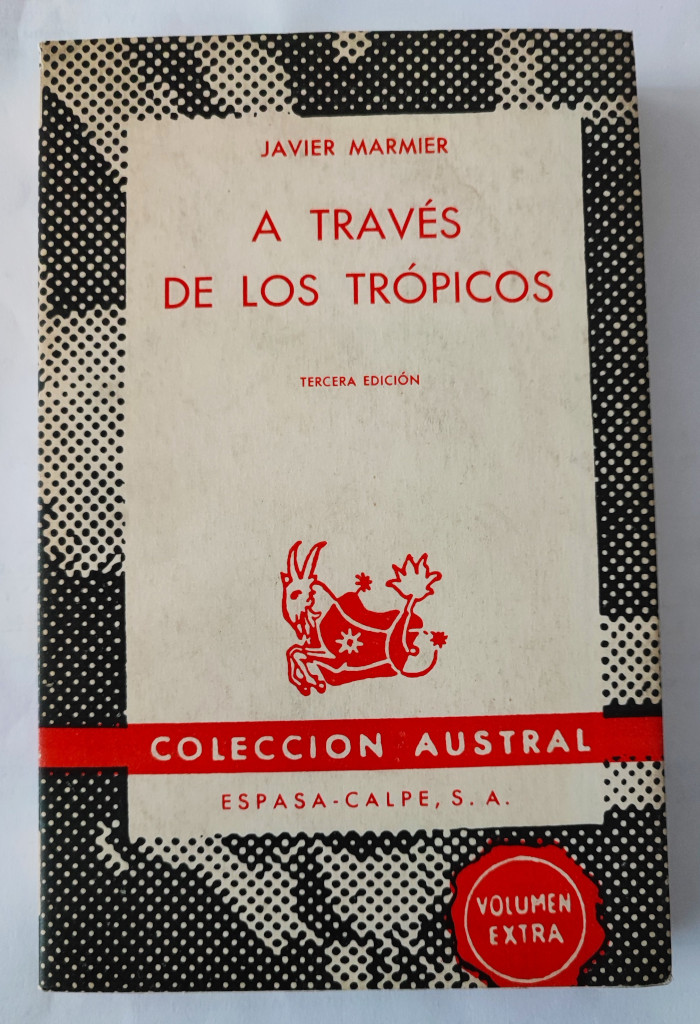 JAVIER MARMIER
A TRAVÉS
DE LOS TRÓPICOS
TERCERA EDICIÓN
COLECCION AUSTRAL
ESPASA-CALPE, S. A.
VOLUMEN
EXTRA